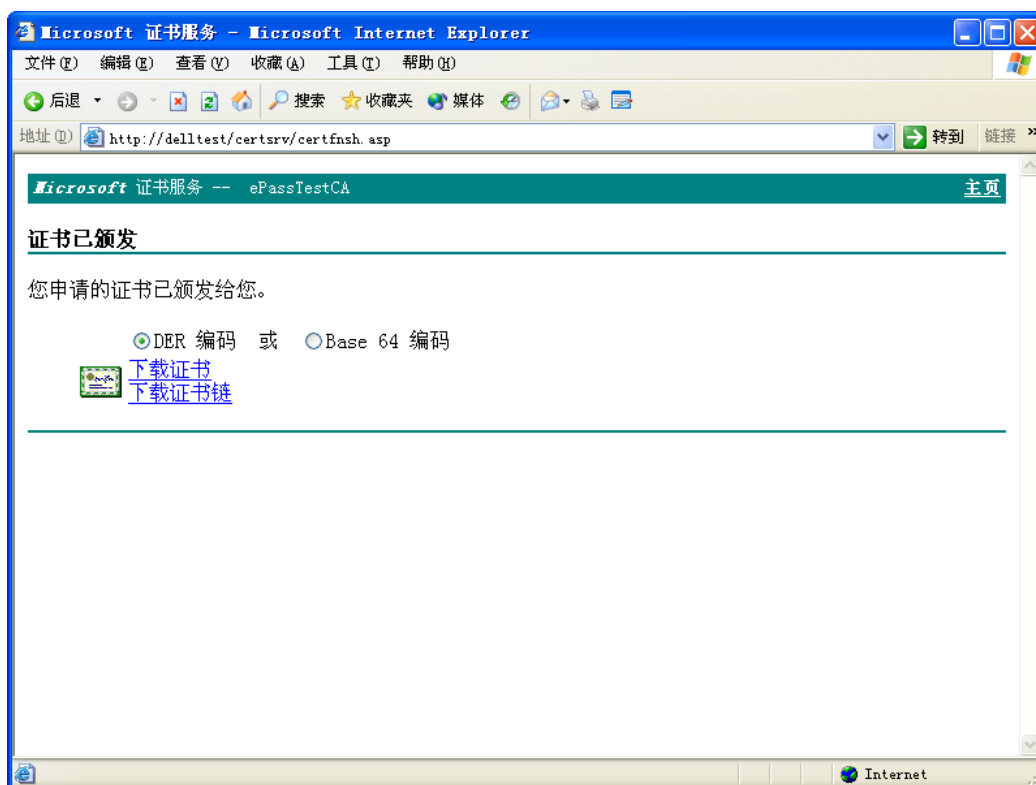 Microsoft 证书服务 - Microsoft Internet Explorer
文件(F) 编辑(E) 查看(V) 收藏(A) 工具(T) 帮助(H)
后退 搜索 收藏夹 媒体
地址(D) http://delltest/certsrv/certfnsh.asp 转到 链接 »
Microsoft 证书服务 -- ePassTestCA 主页
证书已颁发
您申请的证书已颁发给您。
DER 编码 或 Base 64 编码
下载证书
下载证书链
Internet